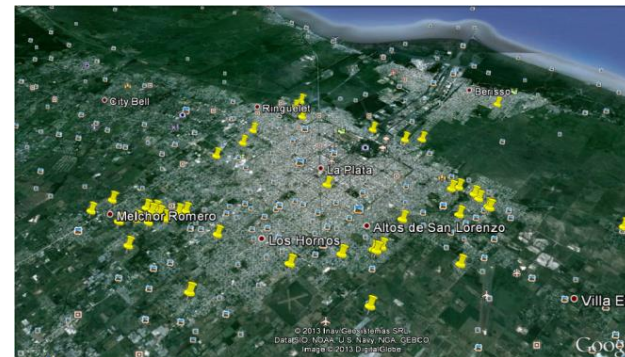 City Bell
Ringuelet
Berisso
La Plata
Melchor Romero
Altos de San Lorenzo
Los Hornos
Villa E
© 2013 Inav/Geosistemas SRL
Data SIO, NOAA, U.S. Navy, NGA, GEBCO
Image © 2013 DigitalGlobe
Goog